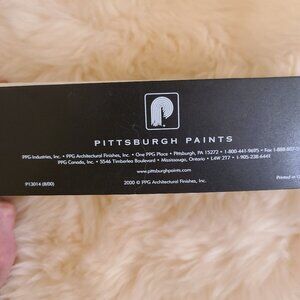 PITTSBURGH PAINTS
PPG Industries, Inc. • PPG Architectural Finishes, Inc. • One PPG Place • Pittsburgh, PA 15272 • 1-800-441-9695 • Fax 1-888-807-
PPG Canada, Inc. • 5546 Timberlea Boulevard • Mississauga, Ontario • L4W 2T7 • 1-905-238-6441
www.pittsburghpaints.com
P13014 (8/00)
Printed in
2000 © PPG Architectural Finishes, Inc.